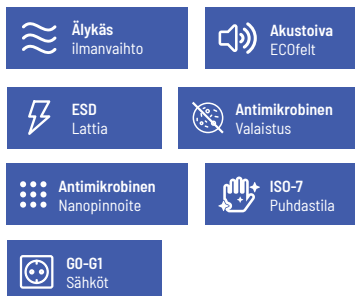 Älykäs
ilmanvaihto
Akustoiva
ECOfelt
ESD
Lattia
Antimikrobinen
Valaistus
Antimikrobinen
Nanopinnoite
ISO-7
Puhdastila
G0-G1
Sähköt